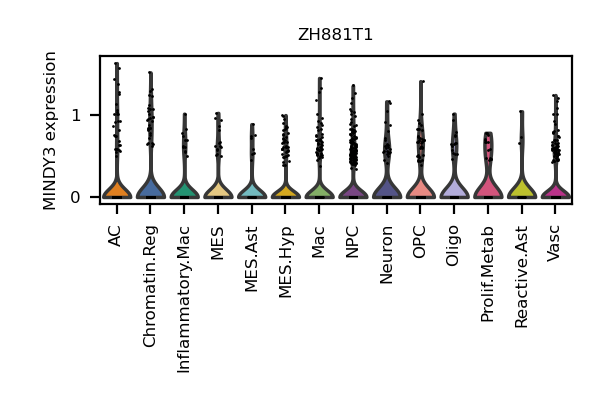 ZH881T1
MINDY3 expression
1
0
AC
Chromatin.Reg
Inflammatory.Mac
MES
MES.Ast
MES.Hyp
Mac
NPC
Neuron
OPC
Oligo
Prolif.Metab
Reactive.Ast
Vasc